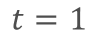 t = 1